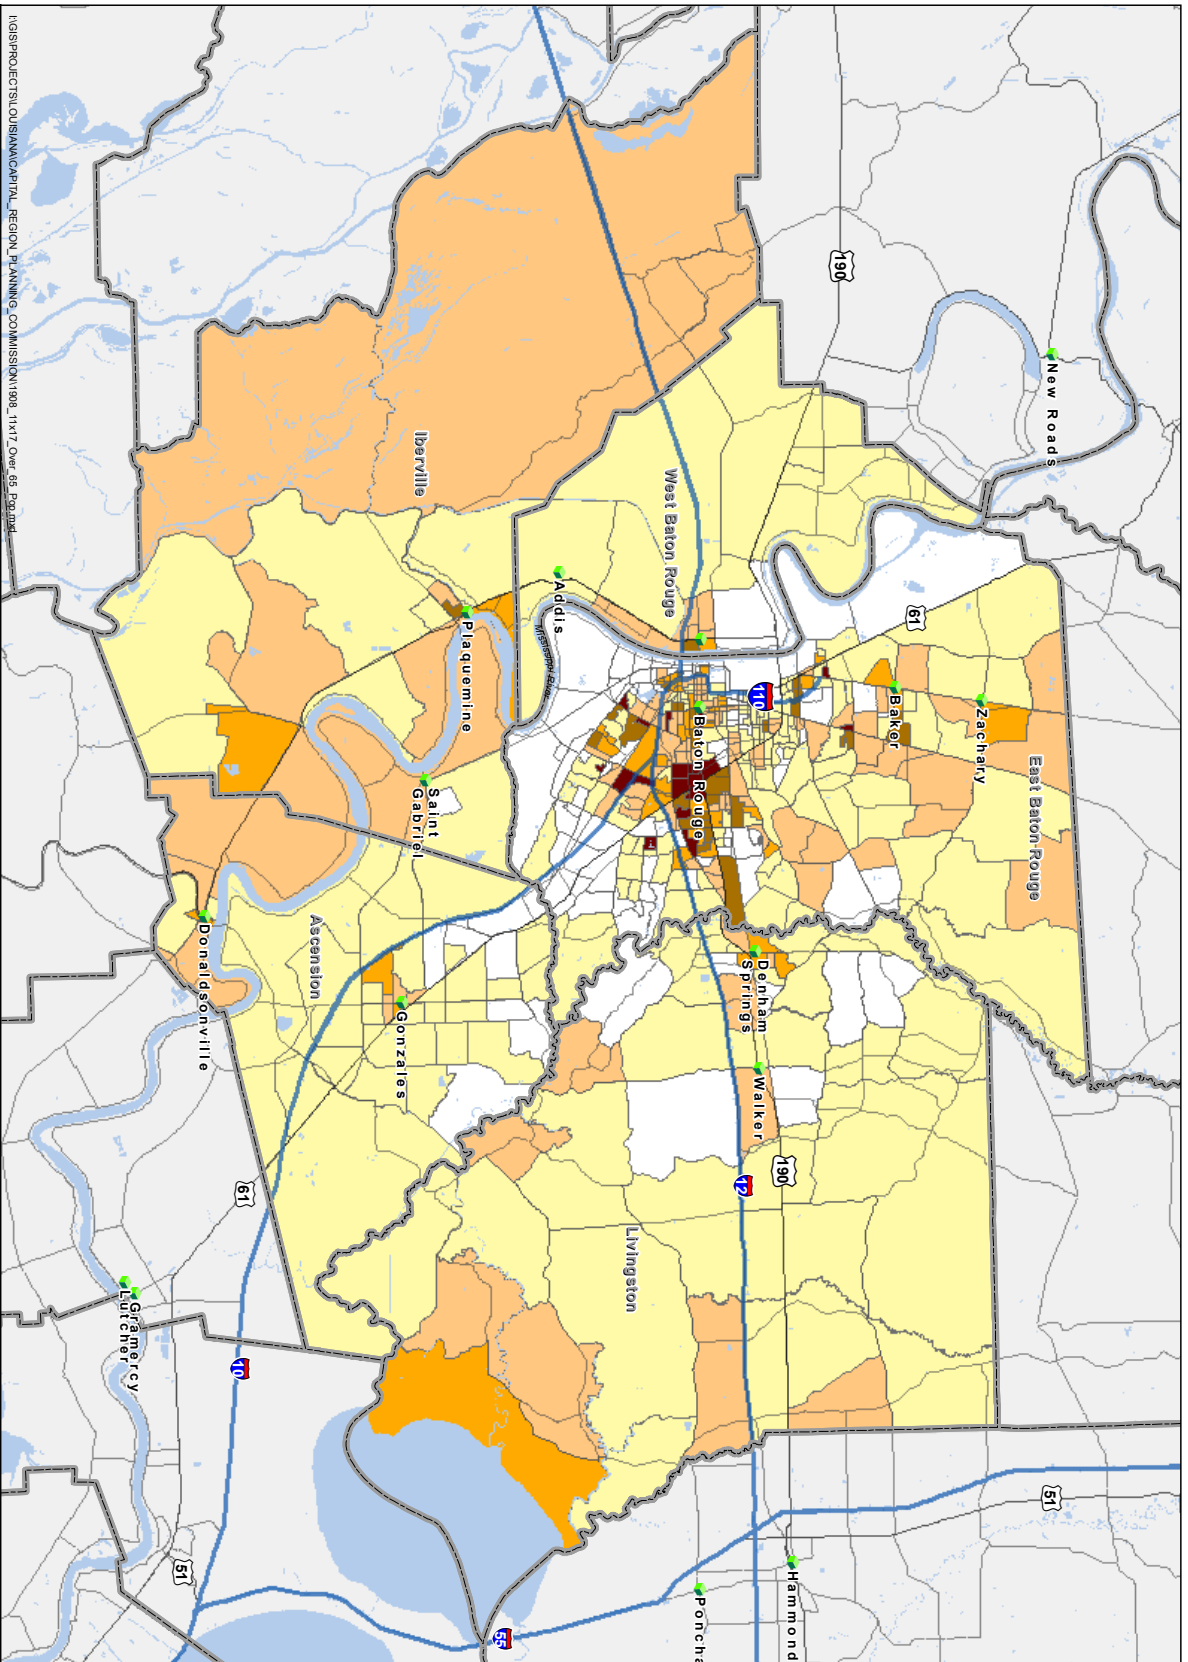 I:\GIS\PROJECTS\LOUISIANA\CAPITAL_REGION_PLANNING_COMMISSION\1908_11x17_Over_65_Pop.mxd
New Roads
190
61
Zachary
Baker
East Baton Rouge
110
Baton Rouge
West Baton Rouge
Addis
Mississippi River
Iberville
Plaquemine
Saint
Gabriel
Ascension
Donaldsonville
Gonzales
Denham
Springs
Walker
190
12
Livingston
61
Gramercy
Lutcher
10
51
55
51
Hammond
Poncha